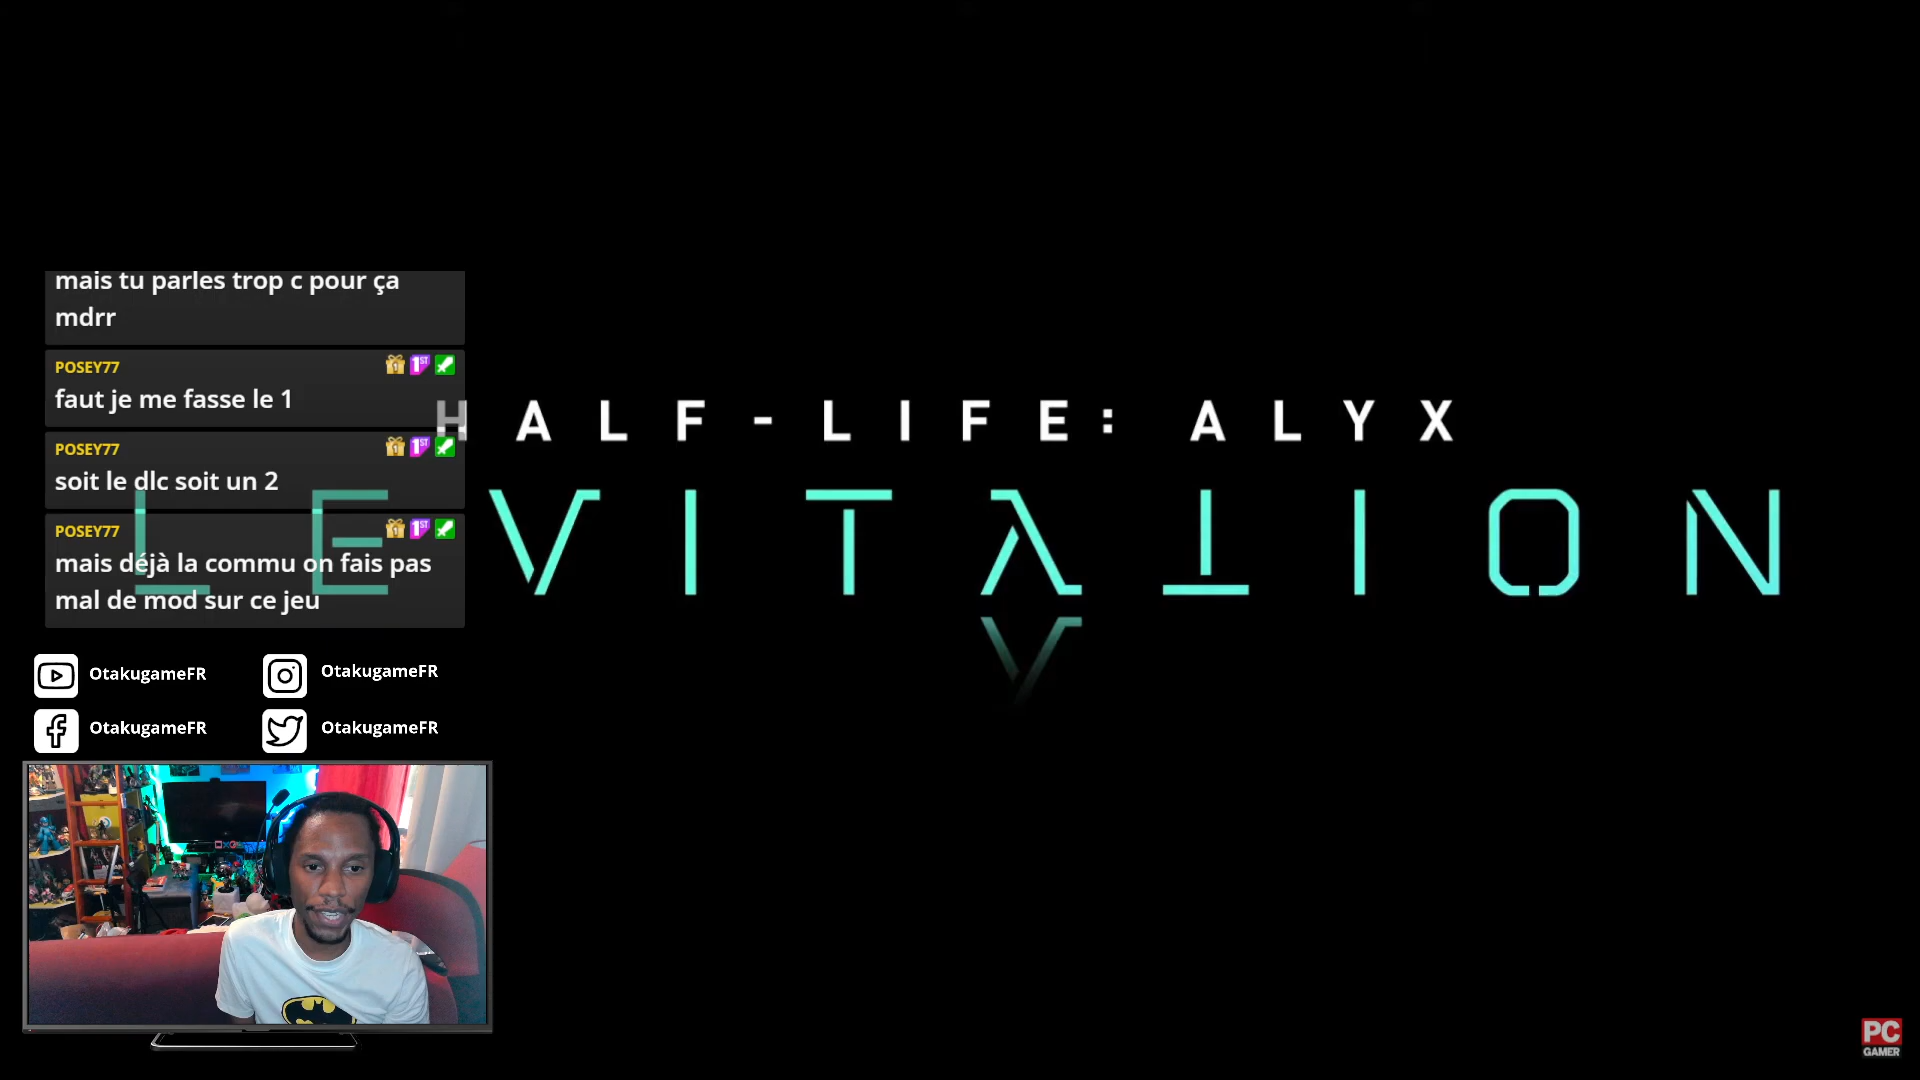 mais tu parles trop c pour ça
mdrr
POSEY77
faut je me fasse le 1
POSEY77
soit le dlc soit un 2
POSEY77
mais déjà la commu on fais pas
mal de mod sur ce jeu
HALF-LIFE: ALYX
LEVITATION
OtakugameFR
OtakugameFR
OtakugameFR
OtakugameFR
PC
GAMER